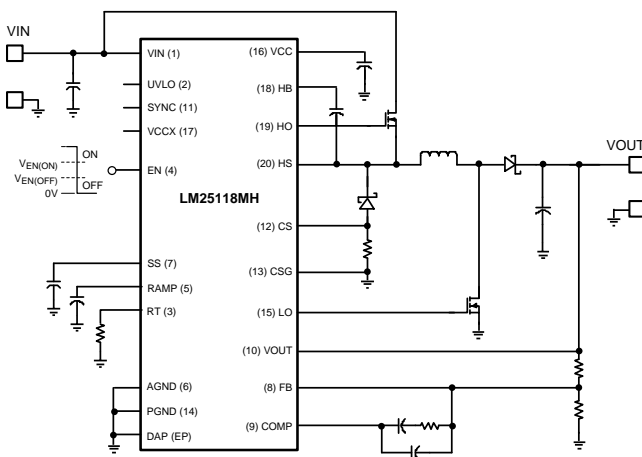 VIN
VIN (1)
UVLO (2)
SYNC (11)
VCCX (17)
EN (4)
ON
VEN(ON)
VEN(OFF)
OFF
0V
LM25118MH
SS (7)
RAMP (5)
RT (3)
AGND (6)
PGND (14)
DAP (EP)
(16) VCC
(18) HB
(19) HO
(20) HS
(12) CS
(13) CSG
(15) LO
(10) VOUT
(8) FB
(9) COMP
VOUT